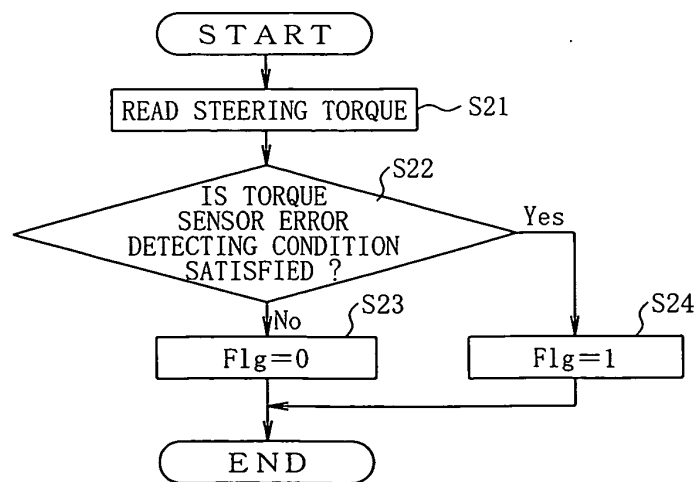 START
READ STEERING TORQUE
S21
S22
IS TORQUE
SENSOR ERROR
DETECTING CONDITION
SATISFIED ?
Yes
No
S23
S24
Flg=0
Flg=1
END